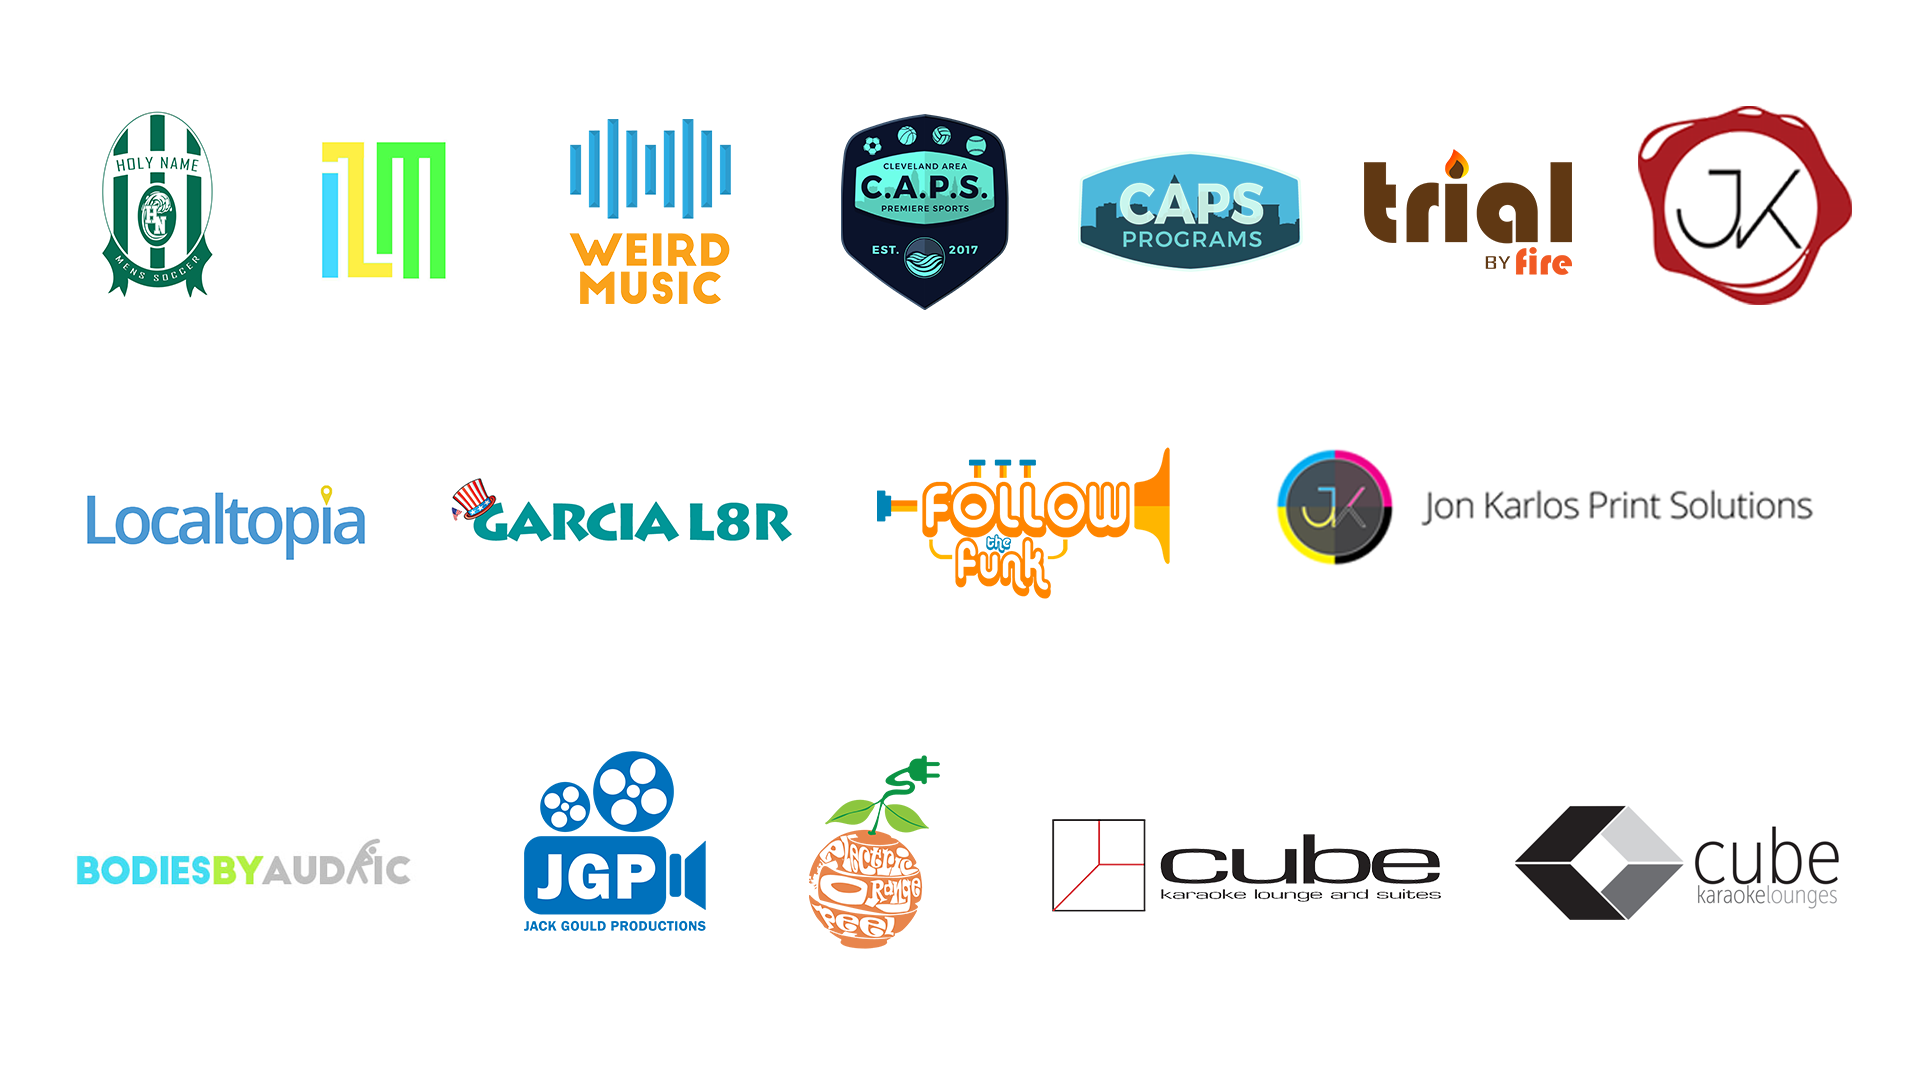 HOLY NAME
HN
MENS SOCCER
ILM
WEIRD
MUSIC
CLEVELAND AREA
C.A.P.S.
PREMIERE SPORTS
EST. 2017
CAPS
PROGRAMS
trial
BY fire
JK
Localtopia
GARCIA L8R
FOLLOW
the
funk
JK
Jon Karlos Print Solutions
BODIESBYAUDRIC
JGP
JACK GOULD PRODUCTIONS
Electric
Orange
Peel
cube
karaoke lounge and suites
cube
karaokelounges